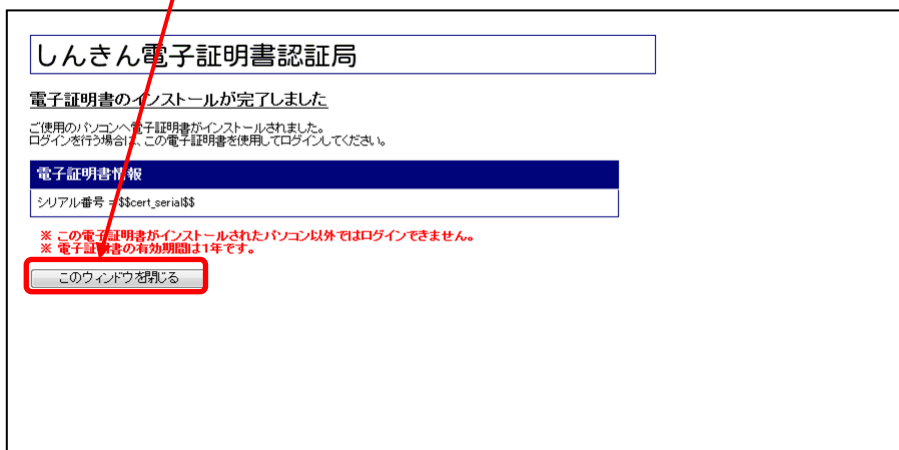 しんきん電子証明書認証局
電子証明書のインストールが完了しました
ご使用のパソコンへ電子証明書がインストールされました。
ログインを行う場合は、この電子証明書を使用してログインしてください。
電子証明書情報
シリアル番号 = $$cert_serial$$
※ この電子証明書がインストールされたパソコン以外ではログインできません。
※ 電子証明書の有効期間は1年です。
このウィンドウを閉じる